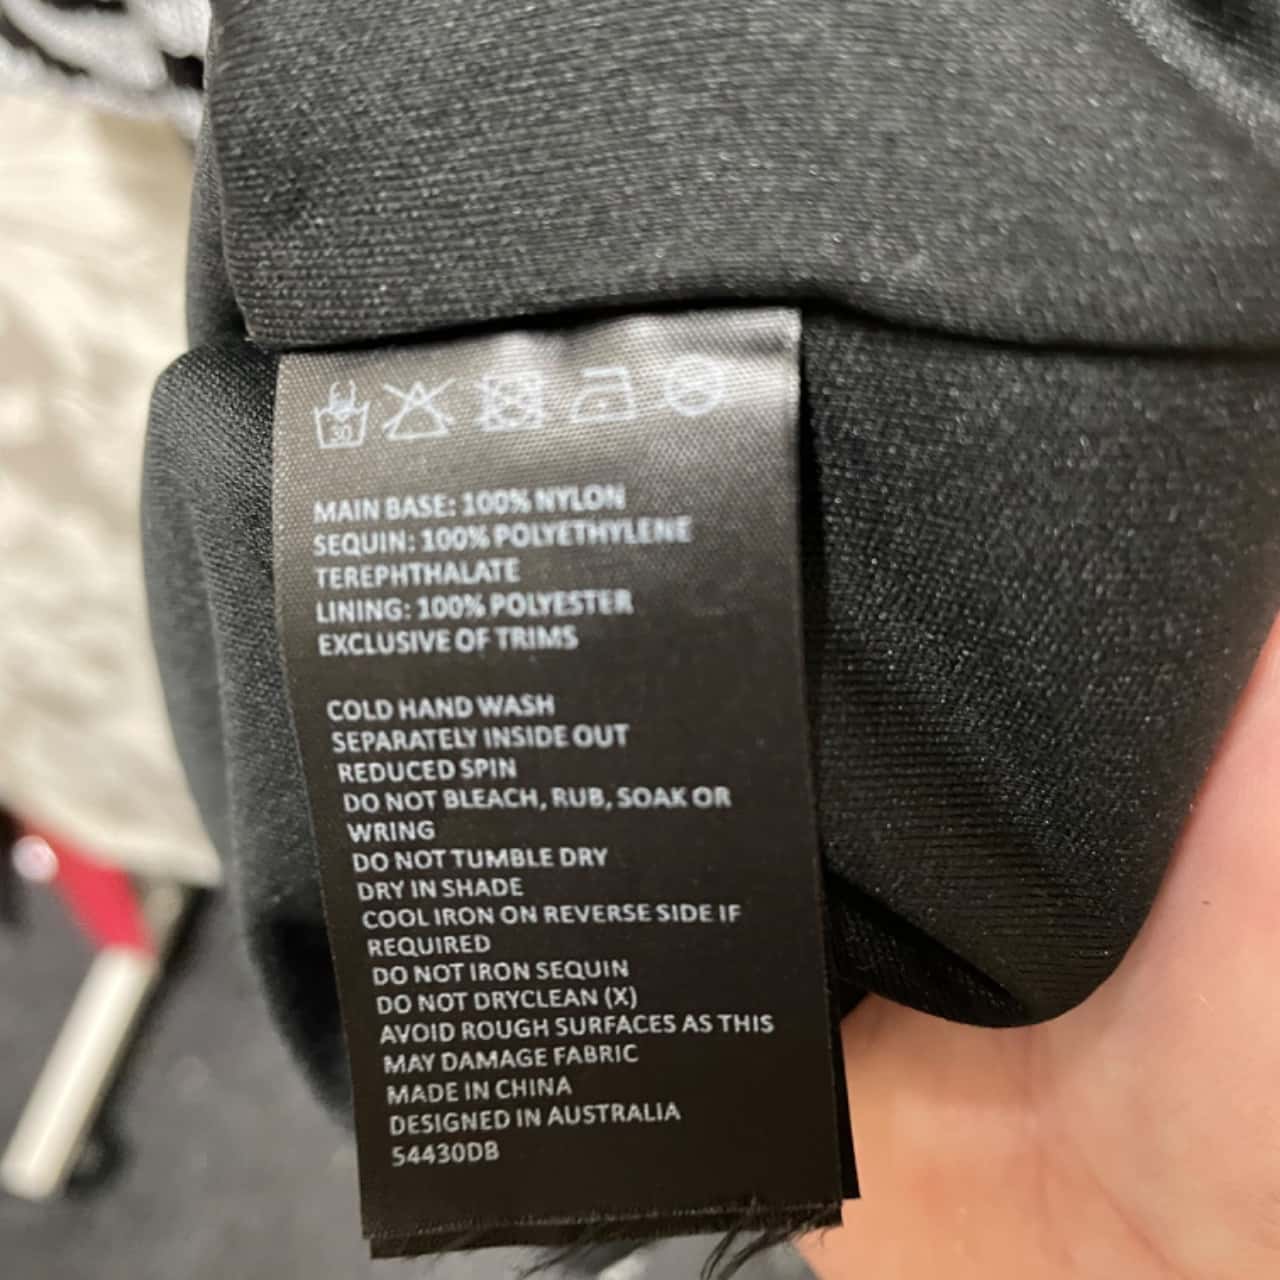 30
MAIN BASE: 100% NYLON
SEQUIN: 100% POLYETHYLENE
TEREPHTHALATE
LINING: 100% POLYESTER
EXCLUSIVE OF TRIMS
COLD HAND WASH
SEPARATELY INSIDE OUT
REDUCED SPIN
DO NOT BLEACH, RUB, SOAK OR
WRING
DO NOT TUMBLE DRY
DRY IN SHADE
COOL IRON ON REVERSE SIDE IF
REQUIRED
DO NOT IRON SEQUIN
DO NOT DRYCLEAN (X)
AVOID ROUGH SURFACES AS THIS
MAY DAMAGE FABRIC
MADE IN CHINA
DESIGNED IN AUSTRALIA
54430DB